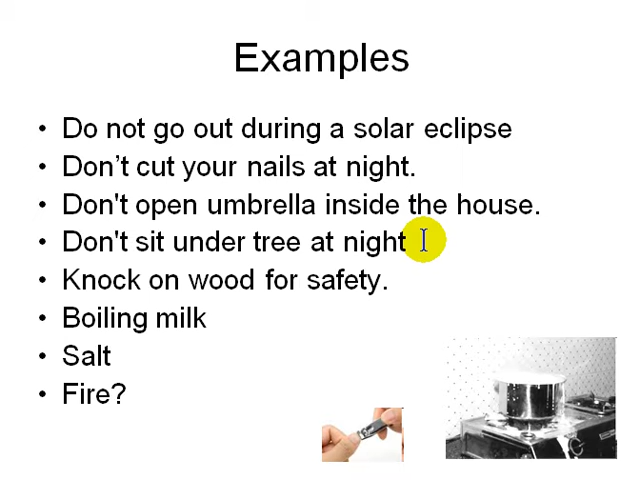 Examples
• Do not go out during a solar eclipse
• Don’t cut your nails at night.
• Don't open umbrella inside the house.
• Don't sit under tree at night
• Knock on wood for safety.
• Boiling milk
• Salt
• Fire?